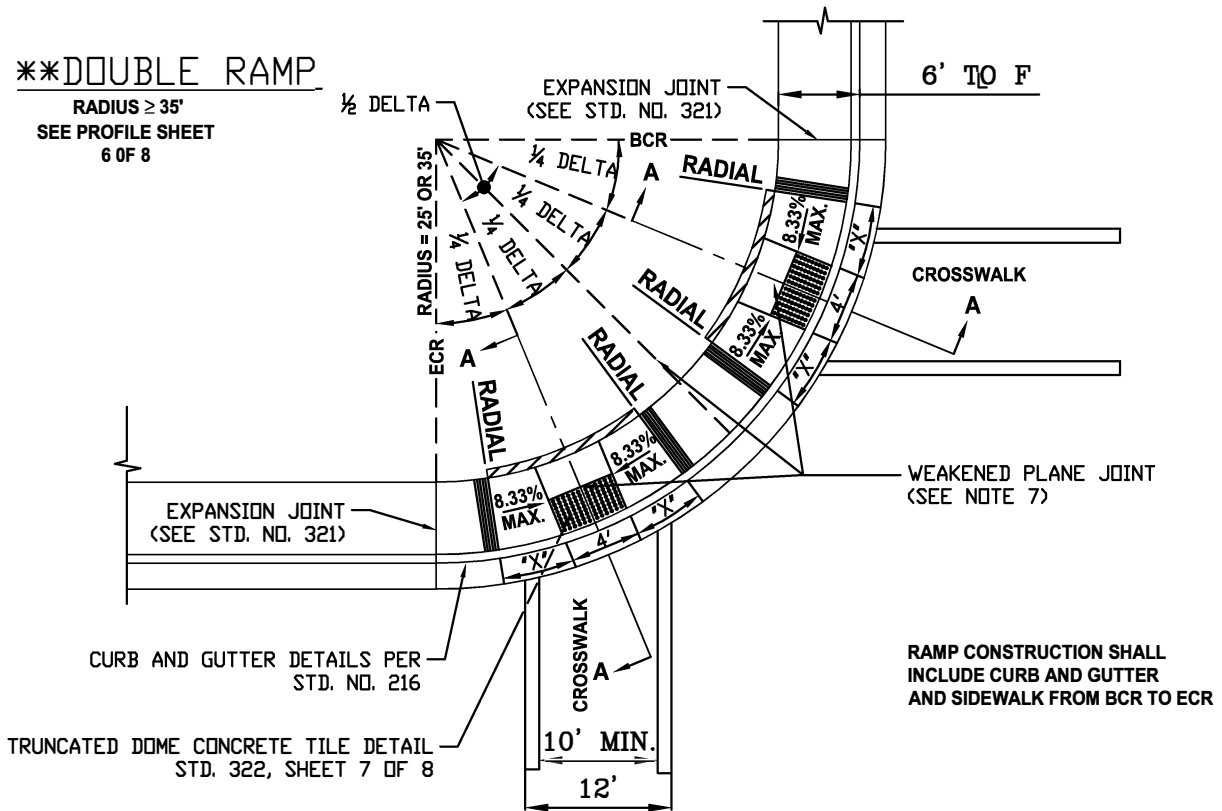 **DOUBLE RAMP
RADIUS ≥ 35'
SEE PROFILE SHEET
6 OF 8
½ DELTA
EXPANSION JOINT
(SEE STD. NO. 321)
6' TO F
BCR
¼ DELTA
A
RADIAL
RADIUS = 25' OR 35'
¼ DELTA
¼ DELTA
¼ DELTA
8.33%
MAX.
"X"
CROSSWALK
A
4'
RADIAL
8.33%
MAX.
"X"
ECR
A
RADIAL
RADIAL
8.33%
MAX.
8.33%
MAX.
"X"
4'
"X"
WEAKENED PLANE JOINT
(SEE NOTE 7)
EXPANSION JOINT
(SEE STD. NO. 321)
CURB AND GUTTER DETAILS PER
STD. NO. 216
CROSSWALK
A
RAMP CONSTRUCTION SHALL
INCLUDE CURB AND GUTTER
AND SIDEWALK FROM BCR TO ECR
TRUNCATED DOME CONCRETE TILE DETAIL
STD. 322, SHEET 7 OF 8
10' MIN.
12'